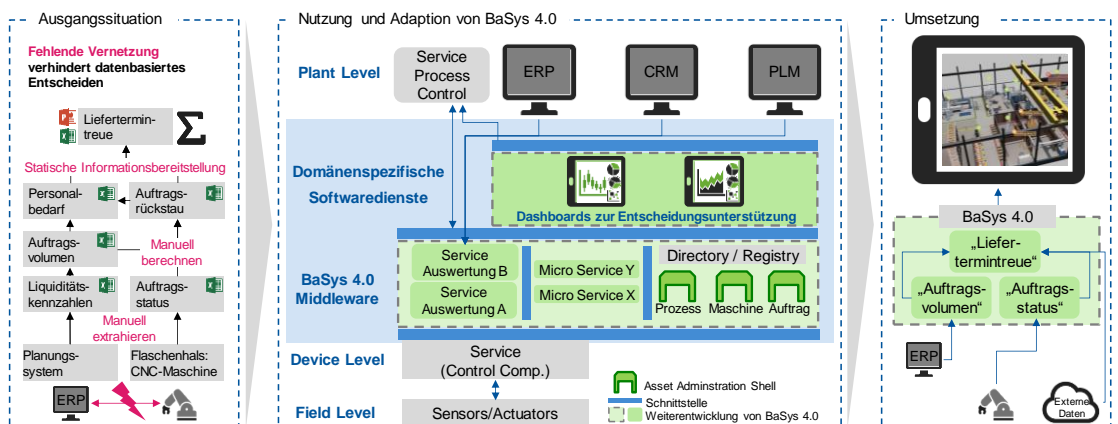 Ausgangssituation
Fehlende Vernetzung
verhindert datenbasiertes
Entscheiden
Liefertermin-
treue
Σ
Statische Informationsbereitstellung
Personal-
bedarf
Auftrags-
rückstau
Auftrags-
volumen
Manuell
berechnen
Liquiditäts-
kennzahlen
Auftrags-
status
Manuell
extrahieren
Planungs-
system
Flaschenhals:
CNC-Maschine
ERP
Nutzung und Adaption von BaSys 4.0
Plant Level
Service
Process
Control
ERP
CRM
PLM
Domänenspezifische
Softwaredienste
Dashboards zur Entscheidungsunterstützung
BaSys 4.0
Middleware
Service
Auswertung B
Service
Auswertung A
Micro Service Y
Micro Service X
Directory / Registry
Prozess
Maschine
Auftrag
Device Level
Service
(Control Comp.)
Field Level
Sensors/Actuators
Asset Adminstration Shell
Schnittstelle
Weiterentwicklung von BaSys 4.0
Umsetzung
BaSys 4.0
„Liefer-
termintreue“
„Auftrags-
volumen“
„Auftrags-
status“
ERP
Externe
Daten